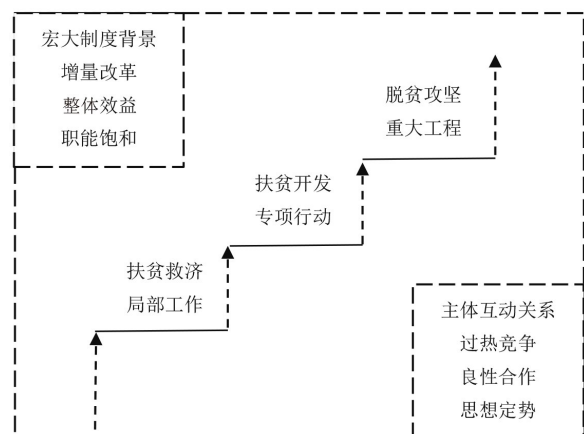 宏大制度背景
增量改革
整体效益
职能饱和
脱贫攻坚
重大工程
扶贫开发
专项行动
扶贫救济
局部工作
主体互动关系
过热竞争
良性合作
思想定势